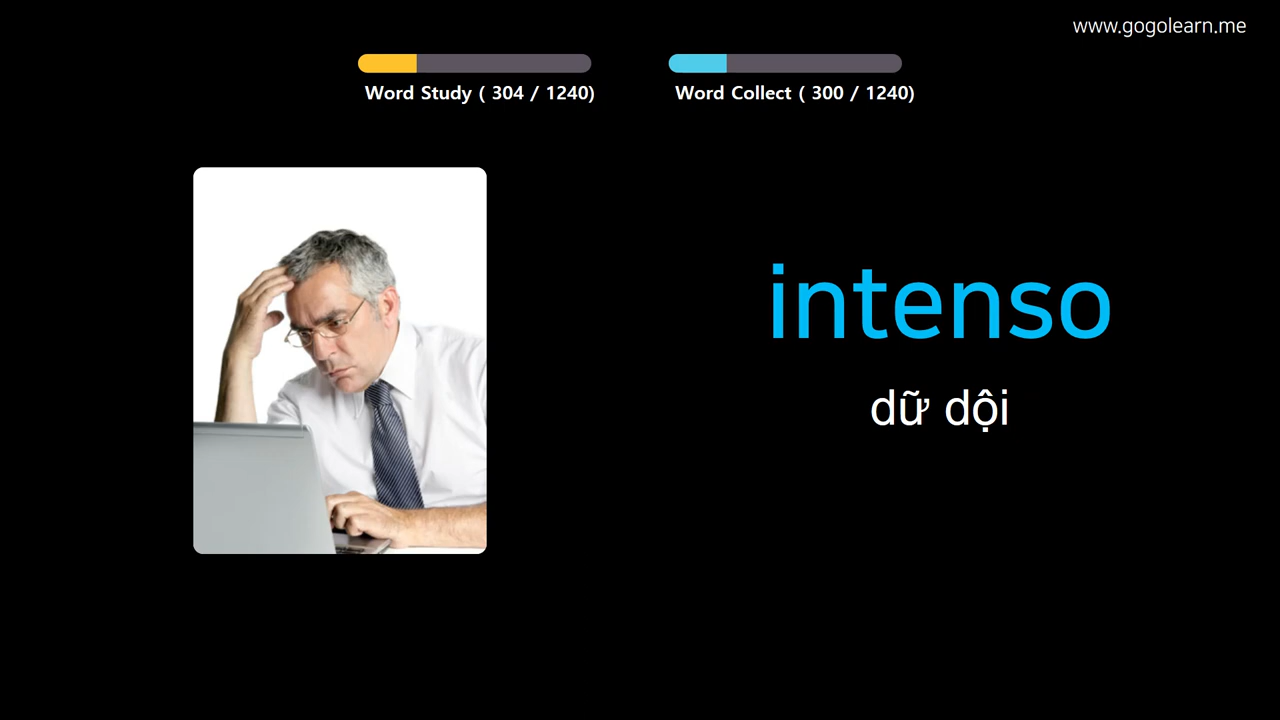 www.gogolearn.me
Word Study ( 304 / 1240)
Word Collect ( 300 / 1240)
intenso
dữ dội